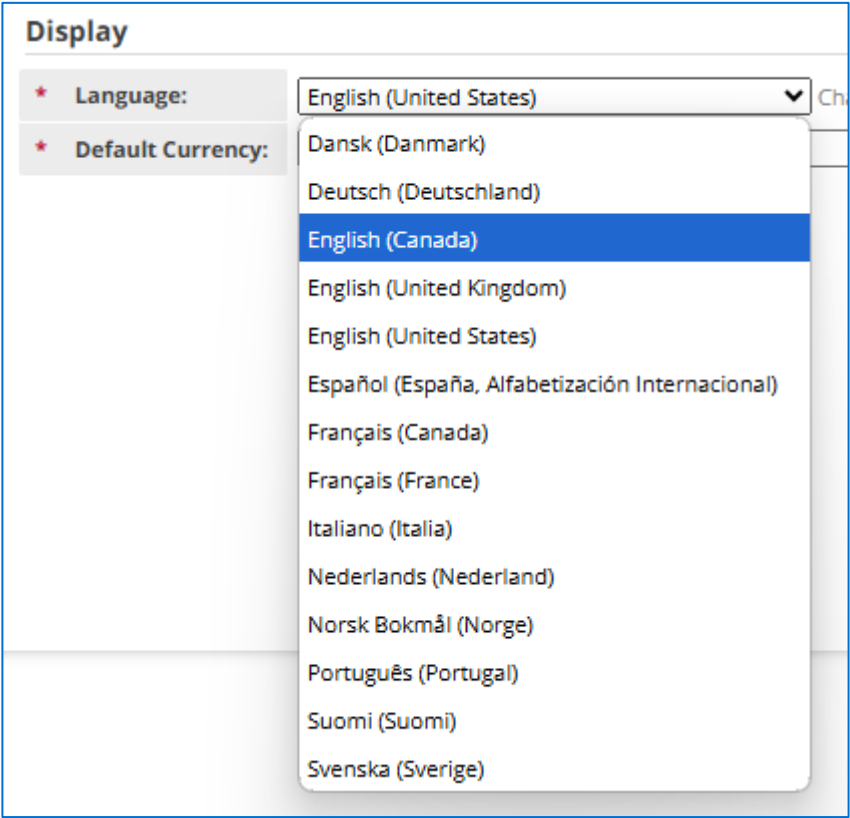 Display
* Language: English (United States)
* Default Currency:
Dansk (Danmark)
Deutsch (Deutschland)
English (Canada)
English (United Kingdom)
English (United States)
Español (España, Alfabetización Internacional)
Français (Canada)
Français (France)
Italiano (Italia)
Nederlands (Nederland)
Norsk Bokmål (Norge)
Português (Portugal)
Suomi (Suomi)
Svenska (Sverige)